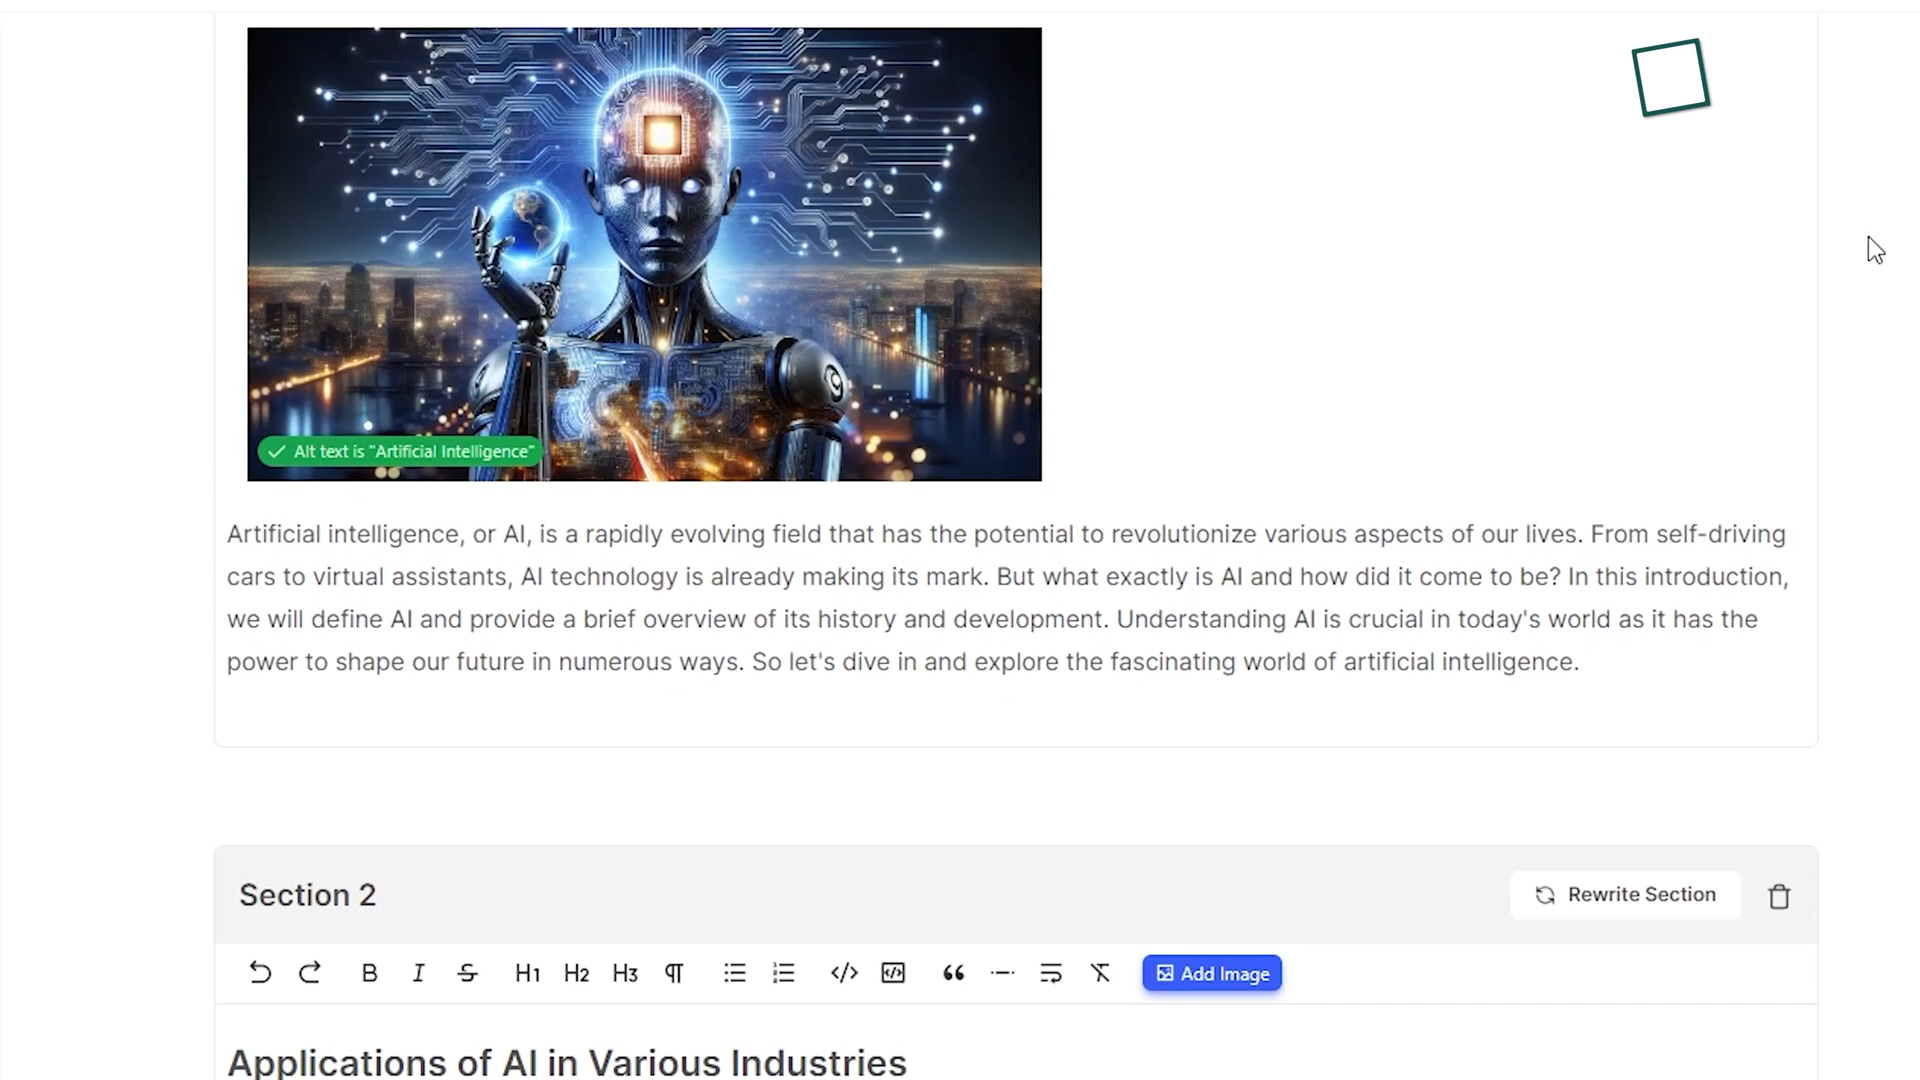 Alt text is "Artificial Intelligence"
Artificial intelligence, or AI, is a rapidly evolving field that has the potential to revolutionize various aspects of our lives. From self-driving
cars to virtual assistants, AI technology is already making its mark. But what exactly is AI and how did it come to be? In this introduction,
we will define AI and provide a brief overview of its history and development. Understanding AI is crucial in today's world as it has the
power to shape our future in numerous ways. So let's dive in and explore the fascinating world of artificial intelligence.
Section 2
Rewrite Section
B I S H1 H2 H3 Add Image
Applications of AI in Various Industries